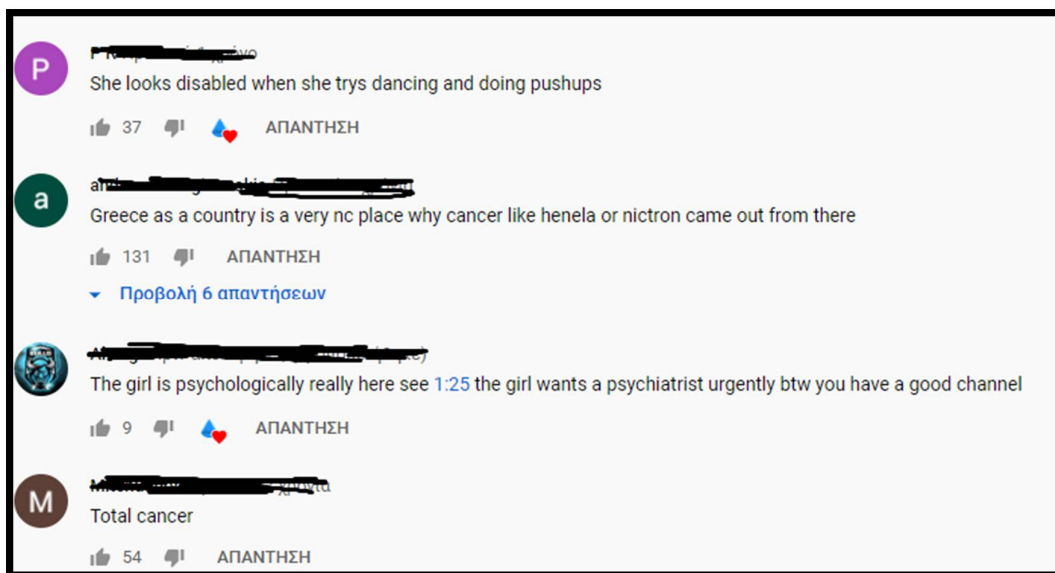 P
She looks disabled when she trys dancing and doing pushups
37 ΑΠΑΝΤΗΣΗ
a
Greece as a country is a very nc place why cancer like henela or nictron came out from there
131 ΑΠΑΝΤΗΣΗ
Προβολή 6 απαντήσεων
The girl is psychologically really here see 1:25 the girl wants a psychiatrist urgently btw you have a good channel
9 ΑΠΑΝΤΗΣΗ
M
Total cancer
54 ΑΠΑΝΤΗΣΗ